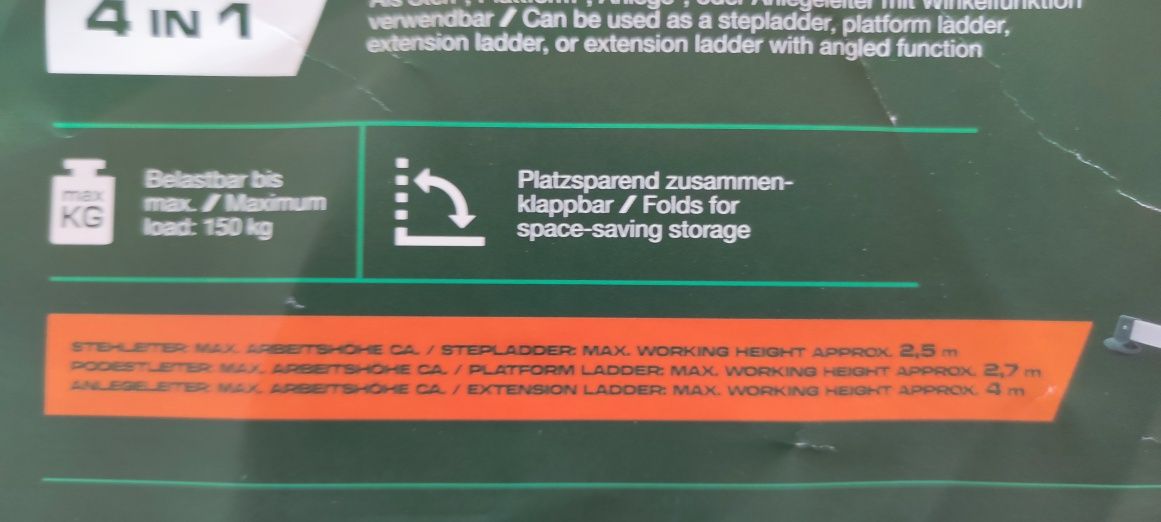 4 IN 1
verwendbar / Can be used as a stepladder, platform ladder,
extension ladder, or extension ladder with angled function
max
KG
Belastbar bis
max. / Maximum
load: 150 kg
Platzsparend zusammen-
klappbar / Folds for
space-saving storage
STEHLEITER: MAX. ARBEITSHÖHE CA. / STEPLADDER: MAX. WORKING HEIGHT APPROX. 2,5 m
PODESTLEITER: MAX. ARBEITSHÖHE CA. / PLATFORM LADDER: MAX. WORKING HEIGHT APPROX. 2,7 m
ANLEGELEITER: MAX. ARBEITSHÖHE CA. / EXTENSION LADDER: MAX. WORKING HEIGHT APPROX. 4 m